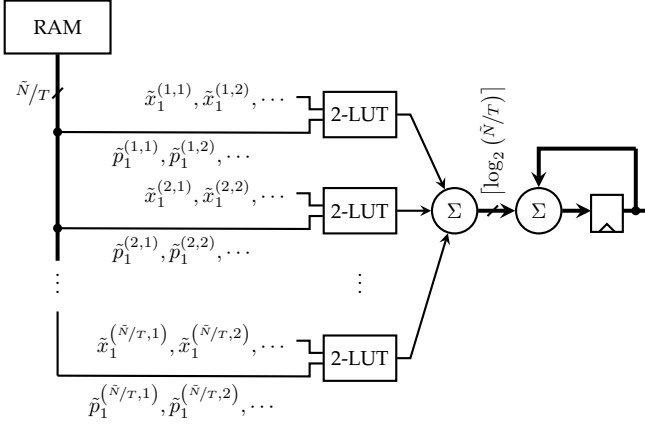 RAM
Ñ/T
x̃₁⁽¹,¹⁾, x̃₁⁽¹,²⁾, ⋯
2-LUT
p̃₁⁽¹,¹⁾, p̃₁⁽¹,²⁾, ⋯
⌈log₂(Ñ/T)⌉
x̃₁⁽²,¹⁾, x̃₁⁽²,²⁾, ⋯
2-LUT
Σ
Σ
p̃₁⁽²,¹⁾, p̃₁⁽²,²⁾, ⋯
⋮
⋮
x̃₁^(Ñ/T,1), x̃₁^(Ñ/T,2), ⋯
2-LUT
p̃₁^(Ñ/T,1), p̃₁^(Ñ/T,2), ⋯